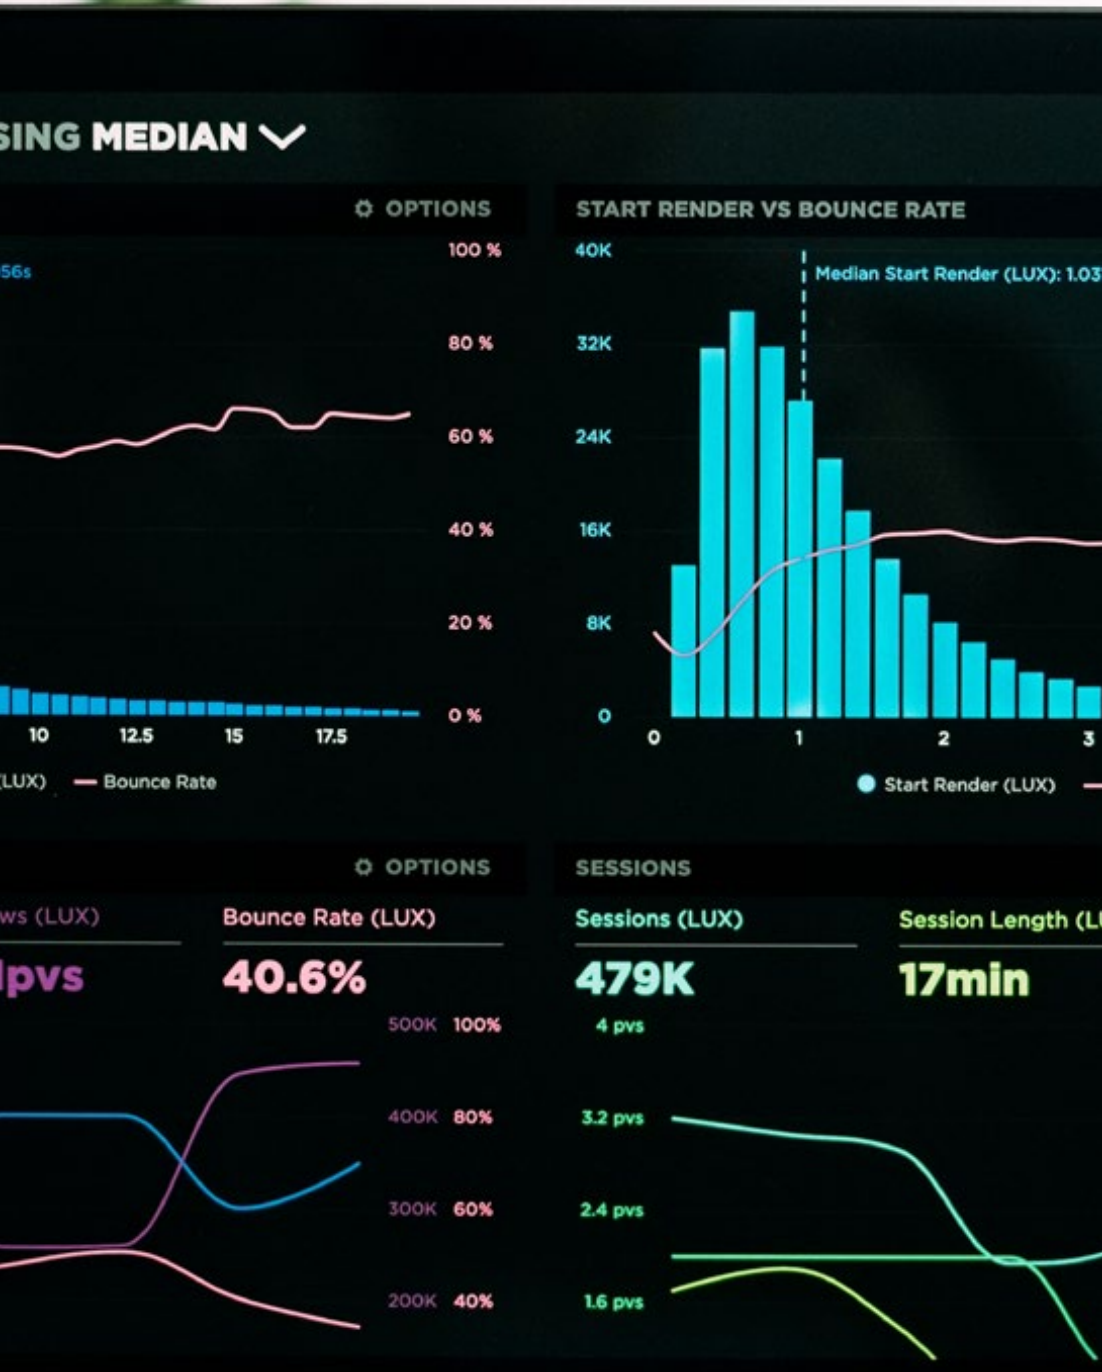 SING MEDIAN
OPTIONS
56s
100 %
80 %
60 %
40 %
20 %
0 %
10 12.5 15 17.5
(LUX) Bounce Rate
START RENDER VS BOUNCE RATE
40K
Median Start Render (LUX): 1.03
32K
24K
16K
8K
0
0 1 2 3
Start Render (LUX)
OPTIONS
ws (LUX) Bounce Rate (LUX)
pvs 40.6%
500K 100%
400K 80%
300K 60%
200K 40%
SESSIONS
Sessions (LUX) Session Length (LU
479K 17min
4 pvs
3.2 pvs
2.4 pvs
1.6 pvs